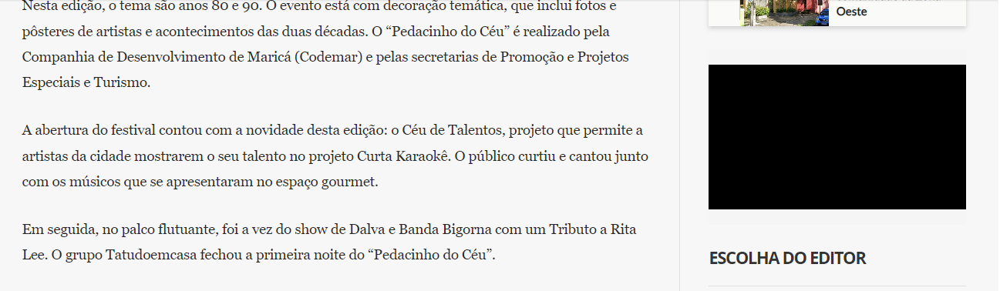 Nesta edição, o tema são anos 80 e 90. O evento está com decoração temática, que inclui fotos e
pôsteres de artistas e acontecimentos das duas décadas. O “Pedacinho do Céu” é realizado pela
Companhia de Desenvolvimento de Maricá (Codemar) e pelas secretarias de Promoção e Projetos
Especiais e Turismo.
A abertura do festival contou com a novidade desta edição: o Céu de Talentos, projeto que permite a
artistas da cidade mostrarem o seu talento no projeto Curta Karaokê. O público curtiu e cantou junto
com os músicos que se apresentaram no espaço gourmet.
Em seguida, no palco flutuante, foi a vez do show de Dalva e Banda Bigorna com um Tributo a Rita
Lee. O grupo Tatudoemcasa fechou a primeira noite do “Pedacinho do Céu”.
Oeste
ESCOLHA DO EDITOR